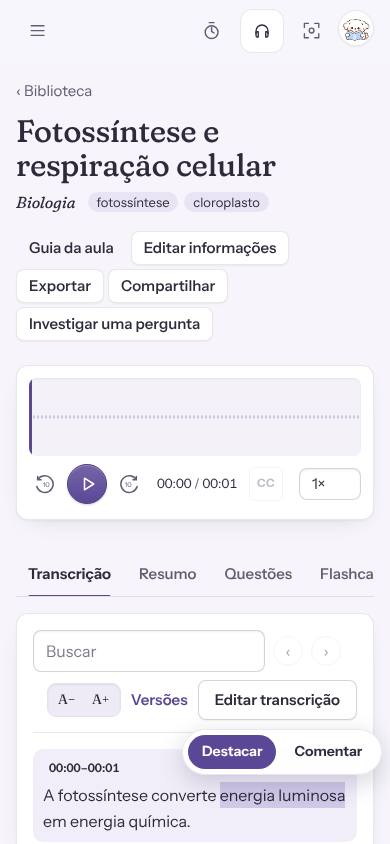 ‹ Biblioteca
Fotossíntese e
respiração celular
Biologia fotossíntese cloroplasto
Guia da aula Editar informações
Exportar Compartilhar
Investigar uma pergunta
10 10 00:00 / 00:01 CC 1×
Transcrição Resumo Questões Flashca
Buscar ‹ ›
A− A+ Versões Editar transcrição
Destacar Comentar
00:00–00:01
A fotossíntese converte energia luminosa
em energia química.